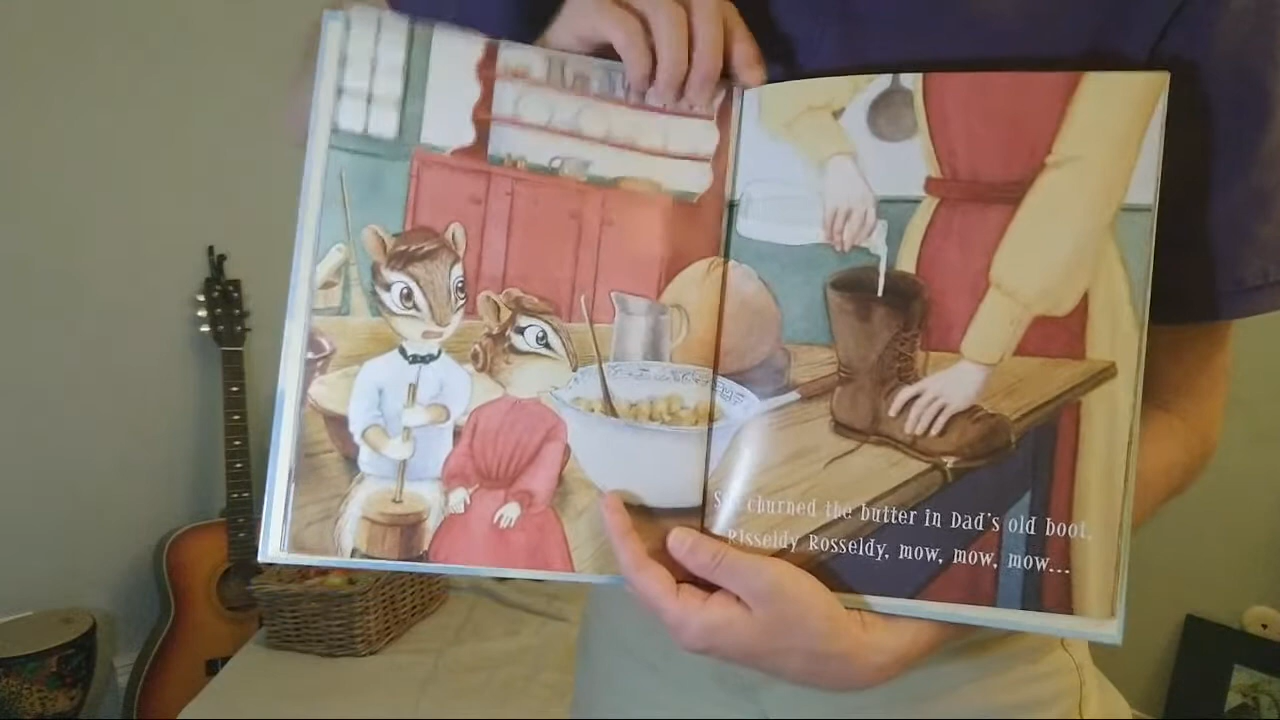 She churned the butter in Dad's old boot,
Risseldy Rosseldy, mow, mow, mow...